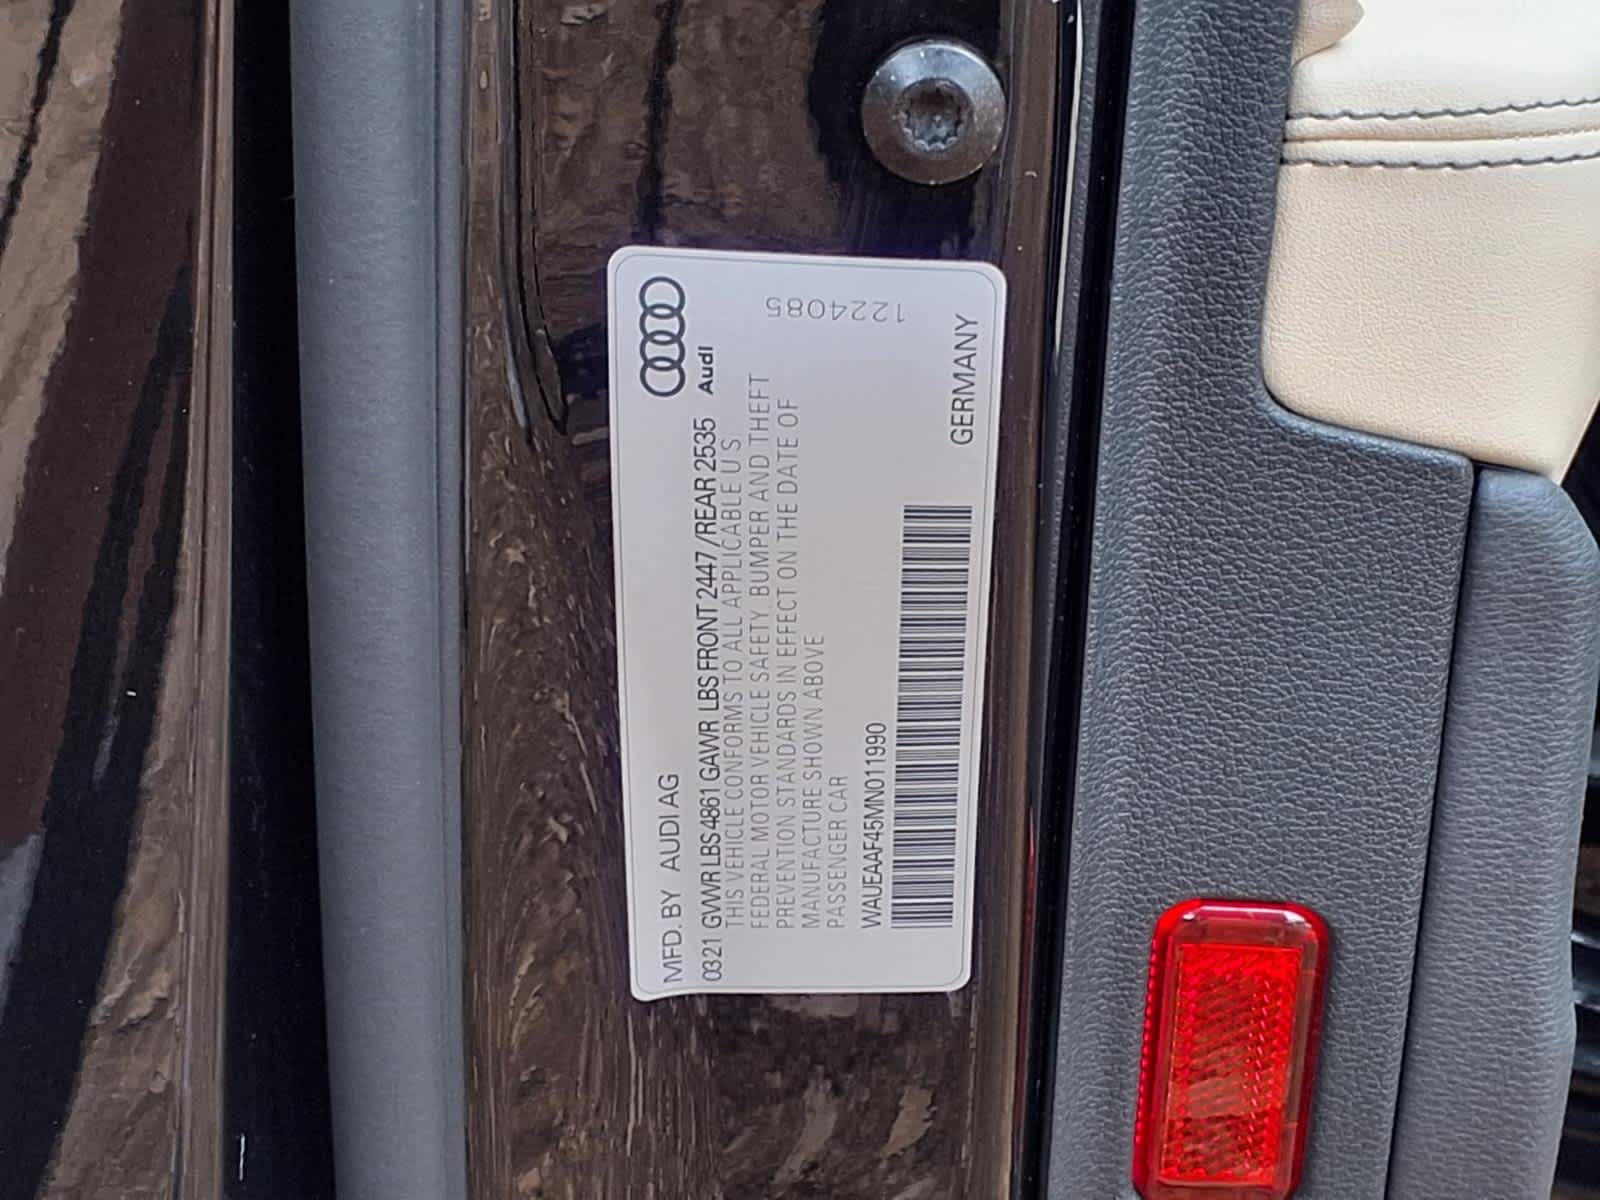 MFD. BY AUDI AG
Audi
0321 GVWR LBS 4861 GAWR LBS FRONT 2447/REAR 2535
THIS VEHICLE CONFORMS TO ALL APPLICABLE U S
FEDERAL MOTOR VEHICLE SAFETY, BUMPER AND THEFT
PREVENTION STANDARDS IN EFFECT ON THE DATE OF
MANUFACTURE SHOWN ABOVE
PASSENGER CAR
1224085
WAUEAAF45MN011990
GERMANY